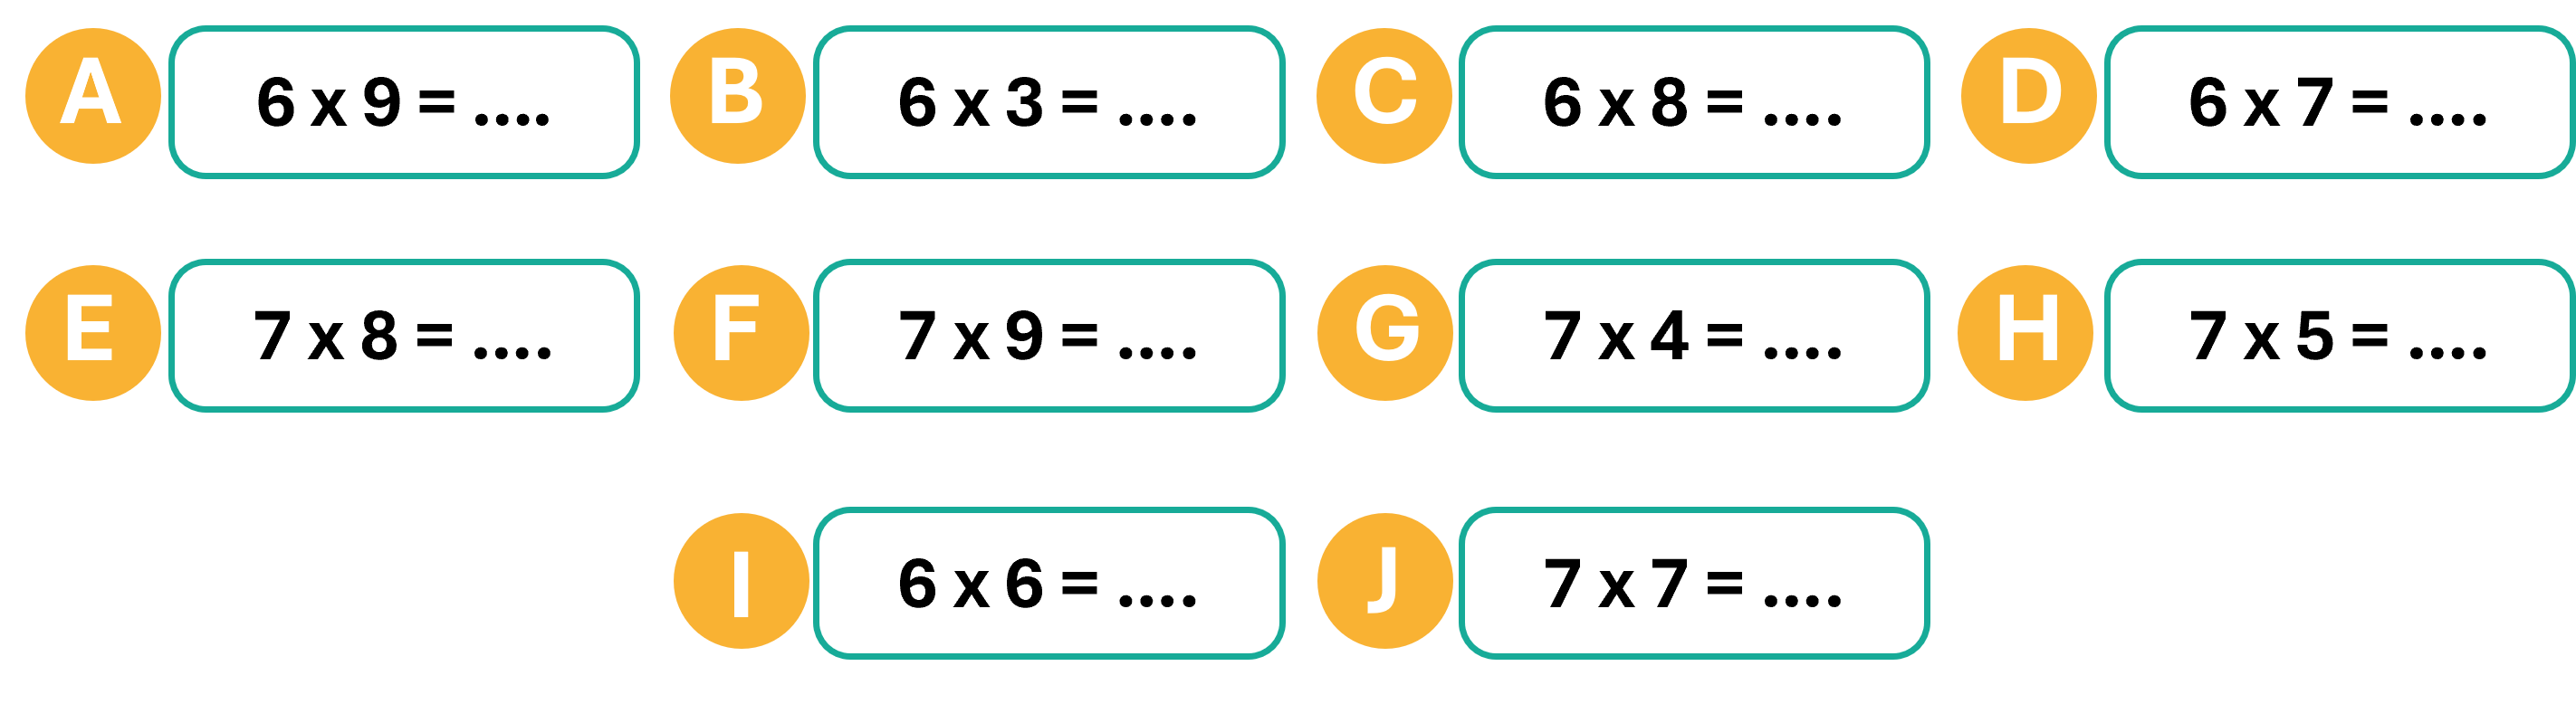 A 6 x 9 = .... B 6 x 3 = .... C 6 x 8 = .... D 6 x 7 = ....
E 7 x 8 = .... F 7 x 9 = .... G 7 x 4 = .... H 7 x 5 = ....
I 6 x 6 = .... J 7 x 7 = ....